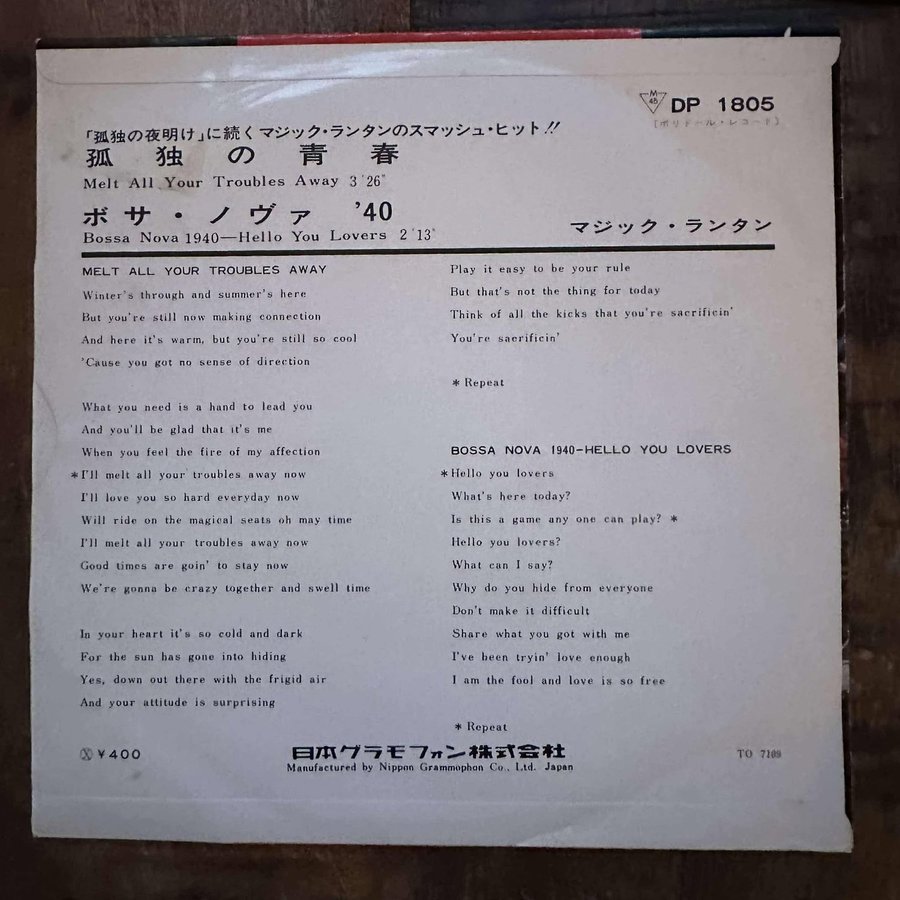 M
45
DP 1805
[ポリドール・レコード]
「孤独の夜明け」に続くマジック・ランタンのスマッシュ・ヒット!!
孤独の青春
Melt All Your Troubles Away 3'26"
ボサ・ノヴァ '40
Bossa Nova 1940—Hello You Lovers 2'13"
マジック・ランタン
MELT ALL YOUR TROUBLES AWAY
Winter's through and summer's here
But you're still now making connection
And here it's warm, but you're still so cool
'Cause you got no sense of direction
What you need is a hand to lead you
And you'll be glad that it's me
When you feel the fire of my affection
*I'll melt all your troubles away now
I'll love you so hard everyday now
Will ride on the magical seats oh may time
I'll melt all your troubles away now
Good times are goin' to stay now
We're gonna be crazy together and swell time
In your heart it's so cold and dark
For the sun has gone into hiding
Yes, down out there with the frigid air
And your attitude is surprising
Play it easy to be your rule
But that's not the thing for today
Think of all the kicks that you're sacrificin'
You're sacrificin'
* Repeat
BOSSA NOVA 1940-HELLO YOU LOVERS
*Hello you lovers
What's here today?
Is this a game any one can play? *
Hello you lovers?
What can I say?
Why do you hide from everyone
Don't make it difficult
Share what you got with me
I've been tryin' love enough
I am the fool and love is so free
* Repeat
Ⓧ ¥400
日本グラモフォン株式会社
Manufactured by Nippon Grammophon Co., Ltd. Japan
TO 7109